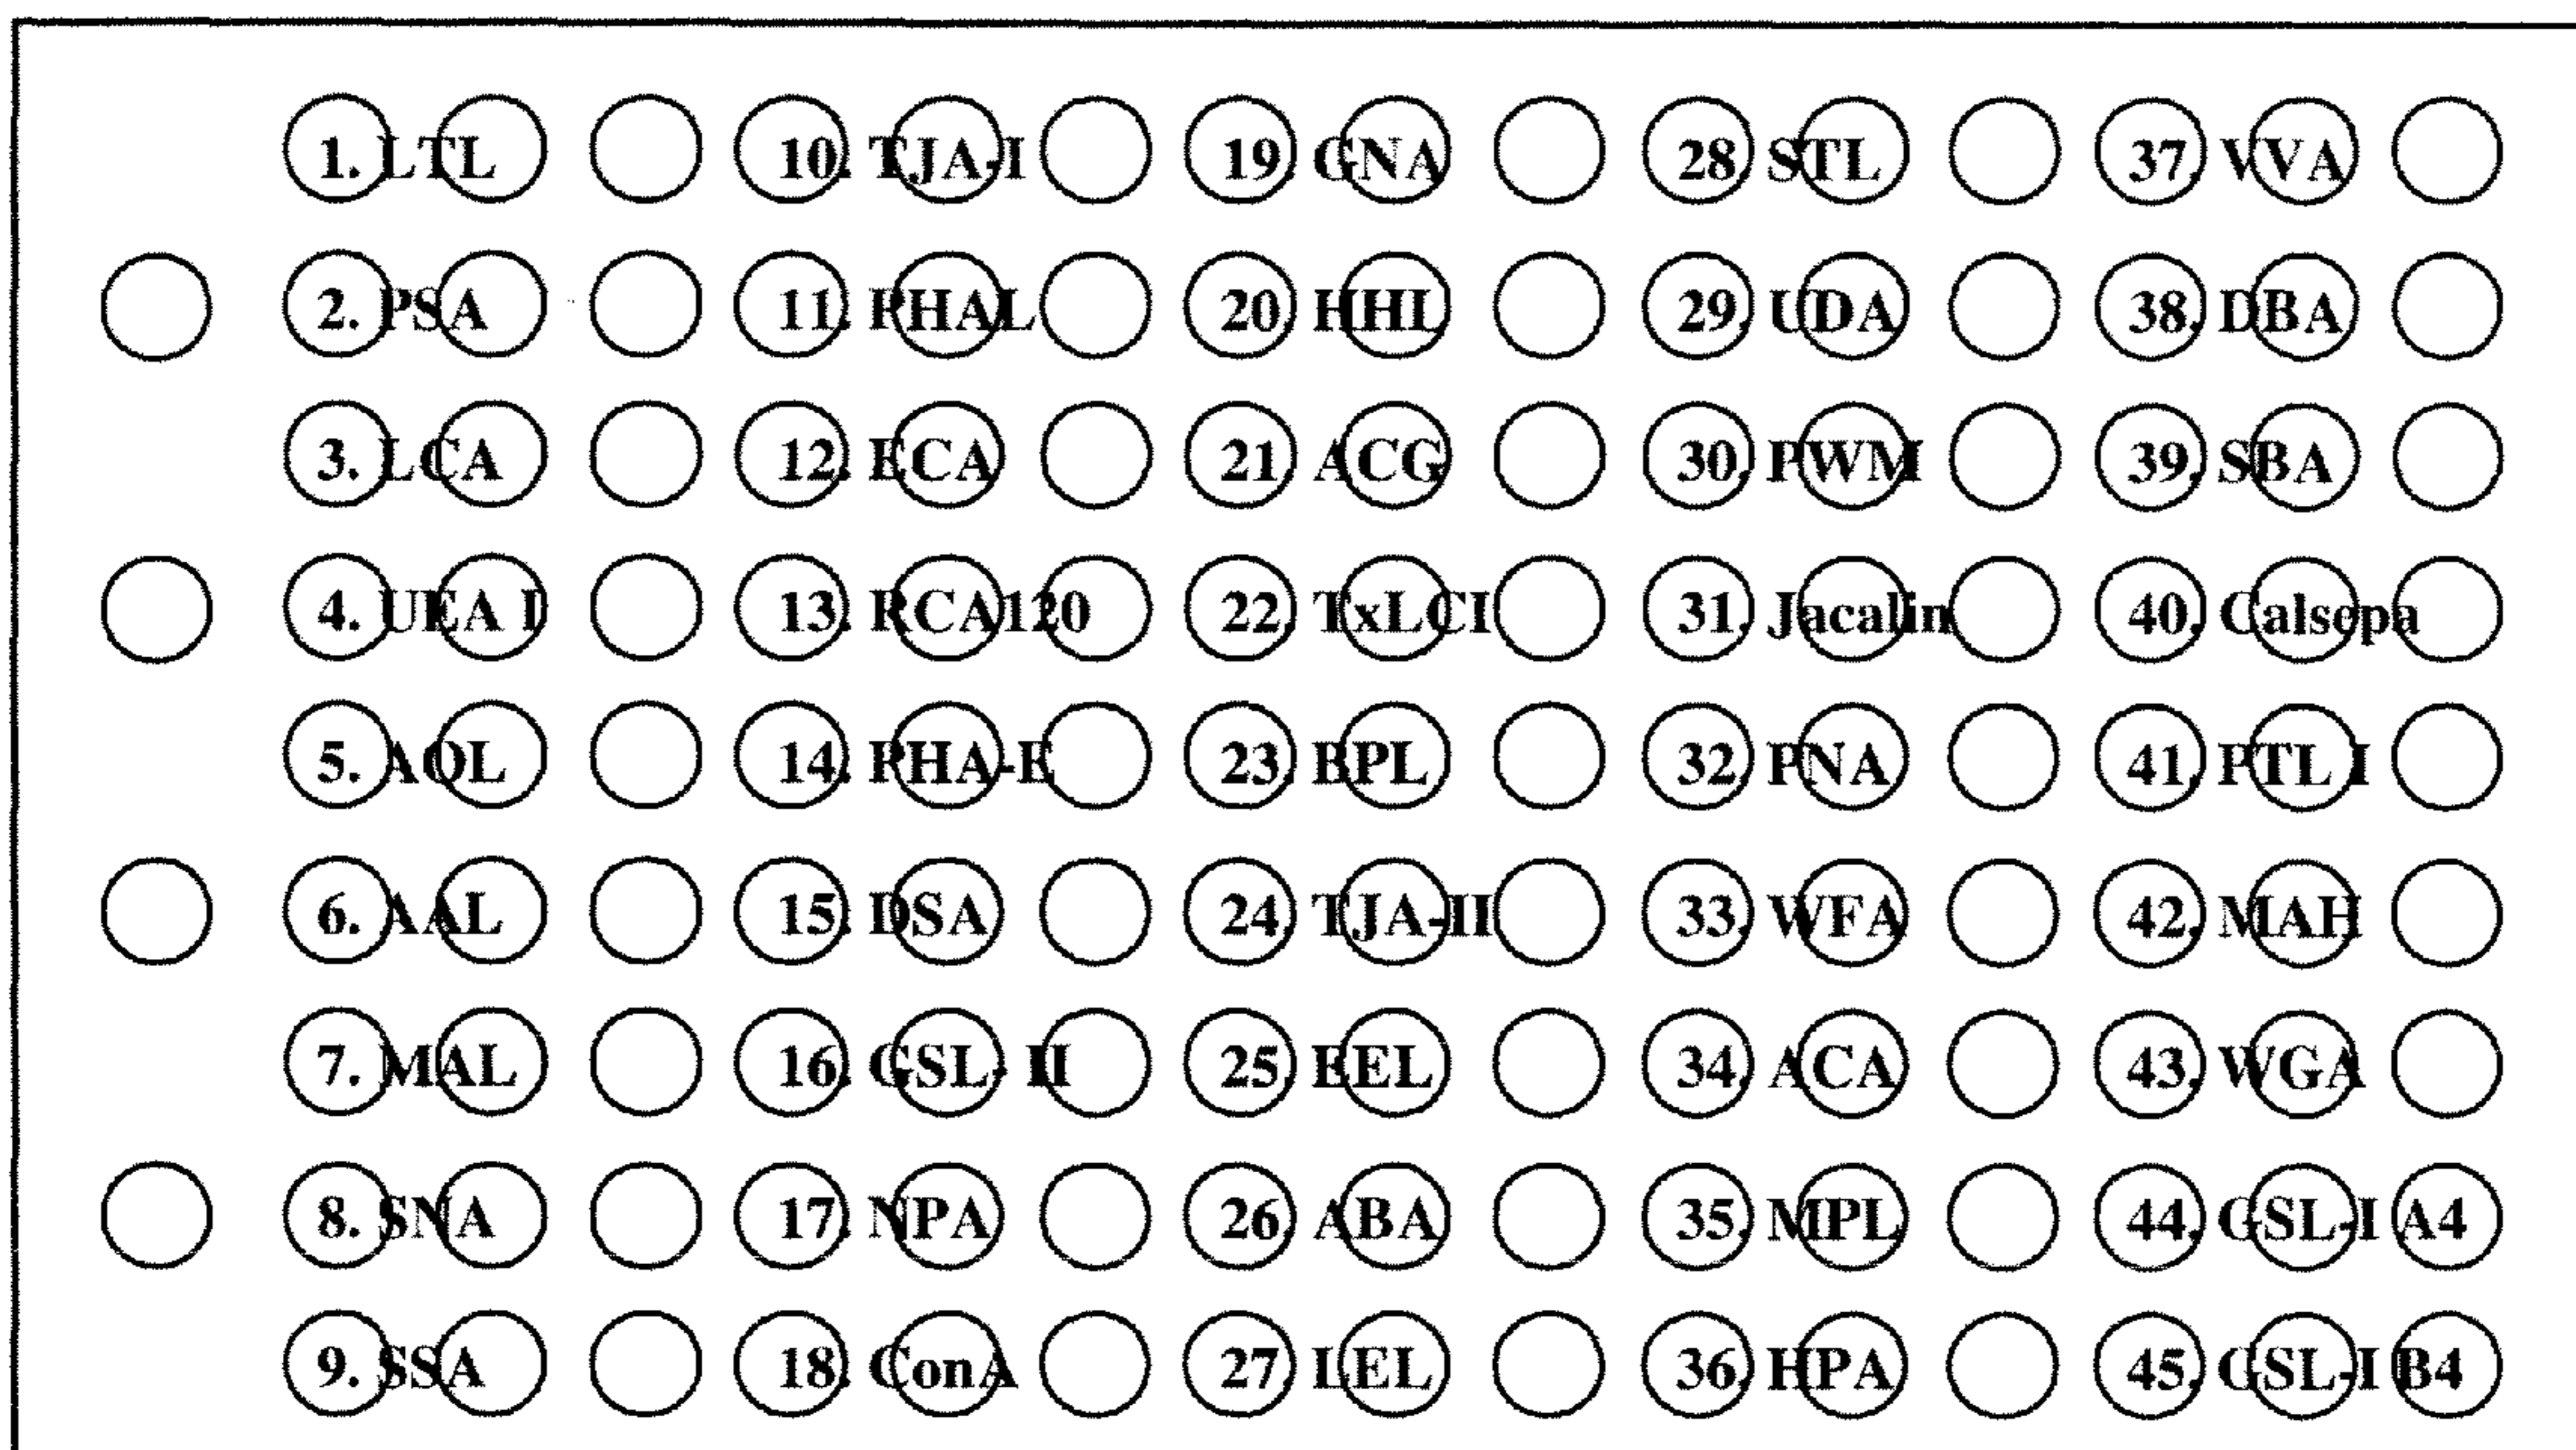 1. LTL 10. TJA-I 19. GNA 28. STL 37. VVA
2. PSA 11. PHAL 20. HHL 29. UDA 38. DBA
3. LCA 12. ECA 21. ACG 30. PWM 39. SBA
4. UEA I 13. RCA120 22. TxLCI 31. Jacalin 40. Calsepa
5. AOL 14. PHA-E 23. BPL 32. PNA 41. PTL I
6. AAL 15. DSA 24. TJA-II 33. WFA 42. MAH
7. MAL 16. GSL- II 25. EEL 34. ACA 43. WGA
8. SNA 17. NPA 26. ABA 35. MPL 44. GSL-I A4
9. SSA 18. ConA 27. LEL 36. HPA 45. GSL-I B4